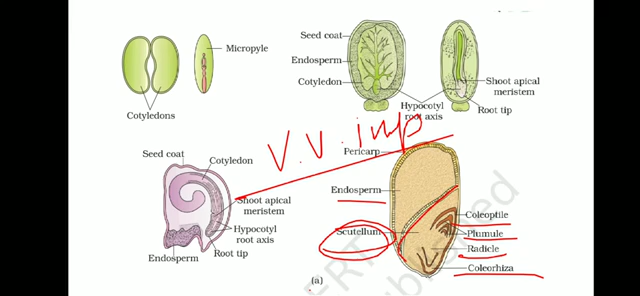 Micropyle
Cotyledons
Seed coat
Endosperm
Cotyledon
Shoot apical
meristem
Hypocotyl
root axis
Root tip
V.V.imp
Seed coat
Cotyledon
Shoot apical
meristem
Hypocotyl
root axis
Root tip
Endosperm
Pericarp
Endosperm
Scutellum
Coleoptile
Plumule
Radicle
Coleorhiza
(a)